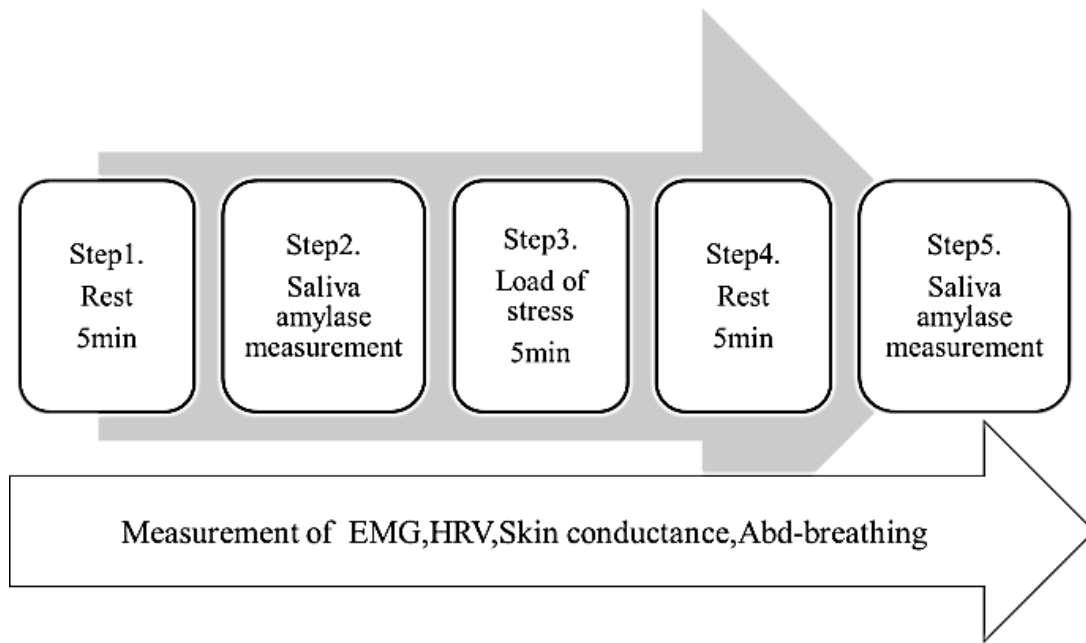 Step1.
Rest
5min
Step2.
Saliva
amylase
measurement
Step3.
Load of
stress
5min
Step4.
Rest
5min
Step5.
Saliva
amylase
measurement
Measurement of EMG,HRV,Skin conductance,Abd-breathing